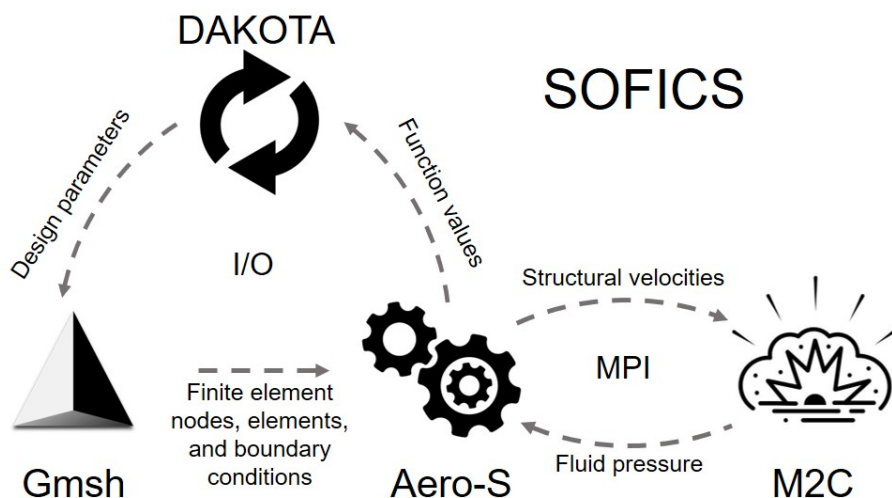 DAKOTA
SOFICS
Design parameters
Function values
I/O
Structural velocities
MPI
Finite element
nodes, elements,
and boundary
conditions
Fluid pressure
Gmsh
Aero-S
M2C